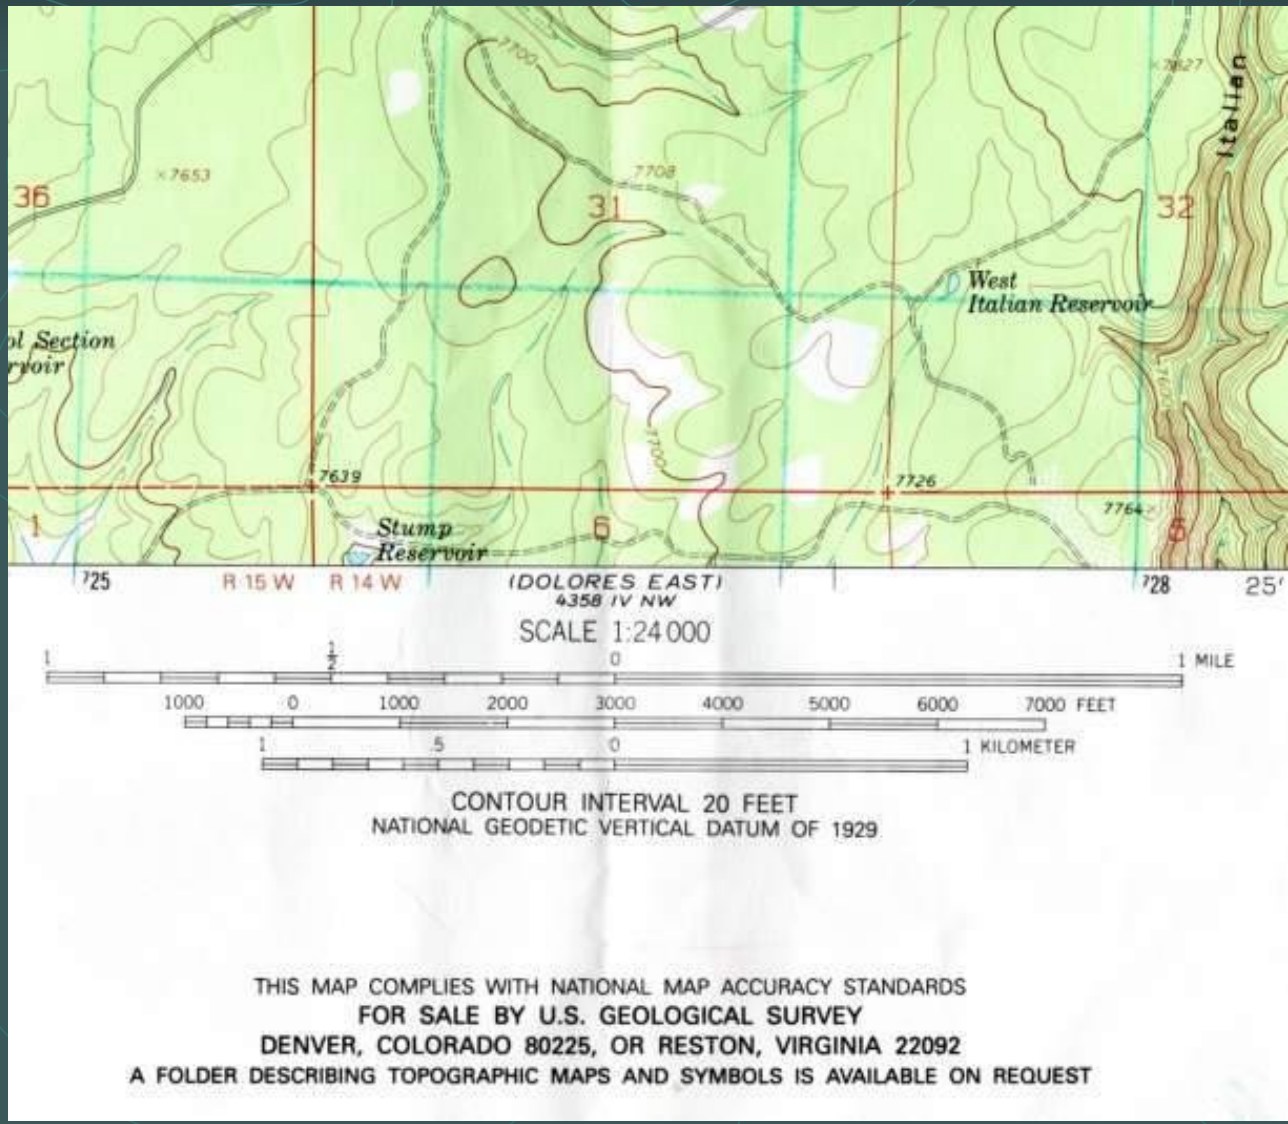 7700
×7627
Italian
×7653
7708
36
31
32
West
Italian Reservoir
ol Section
rvoir
7700
7639
7726
7764×
1
Stump
Reservoir
6
5
⁷25
R 15 W
R 14 W
(DOLORES EAST)
4358 IV NW
⁷28
25'
SCALE 1:24 000
1
1/2
0
1 MILE
1000
0
1000
2000
3000
4000
5000
6000
7000 FEET
1
.5
0
1 KILOMETER
CONTOUR INTERVAL 20 FEET
NATIONAL GEODETIC VERTICAL DATUM OF 1929
THIS MAP COMPLIES WITH NATIONAL MAP ACCURACY STANDARDS
FOR SALE BY U.S. GEOLOGICAL SURVEY
DENVER, COLORADO 80225, OR RESTON, VIRGINIA 22092
A FOLDER DESCRIBING TOPOGRAPHIC MAPS AND SYMBOLS IS AVAILABLE ON REQUEST